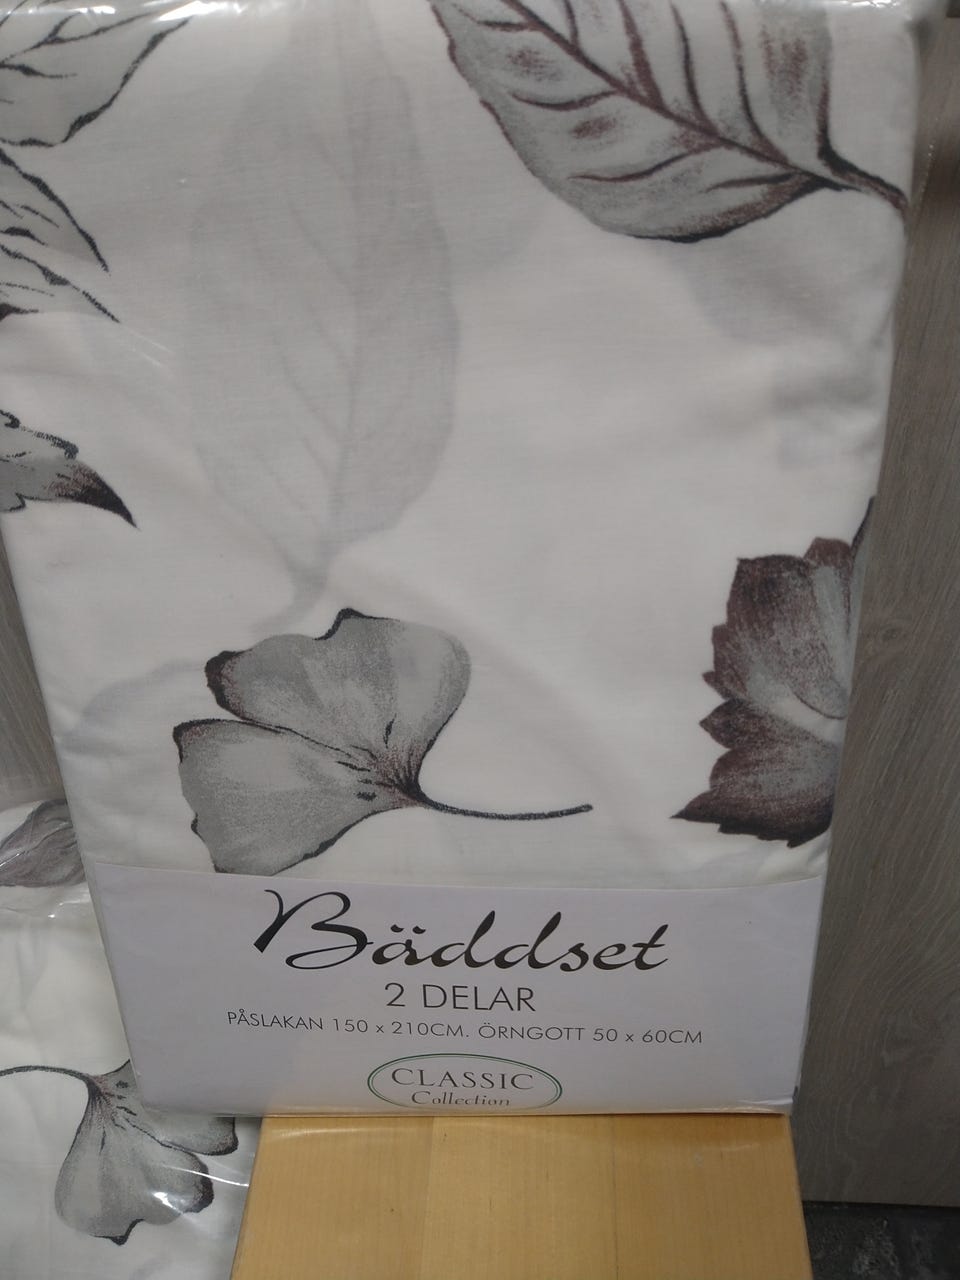 Bäddset
2 DELAR
PÅSLAKAN 150 x 210CM. ÖRNGOTT 50 x 60CM
CLASSIC
Collection